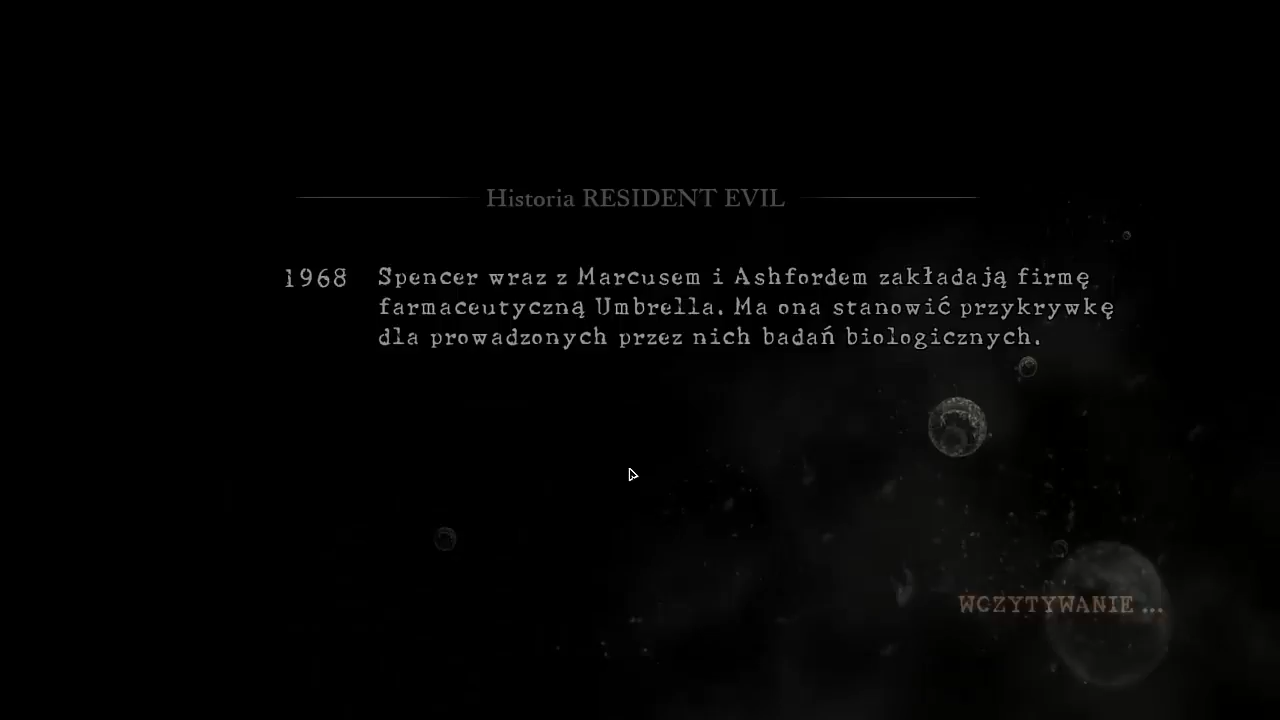 Historia RESIDENT EVIL
1968 Spencer wraz z Marcusem i Ashfordem zakładają firmę
farmaceutyczną Umbrella. Ma ona stanowić przykrywkę
dla prowadzonych przez nich badań biologicznych.
WCZYTYWANIE ...